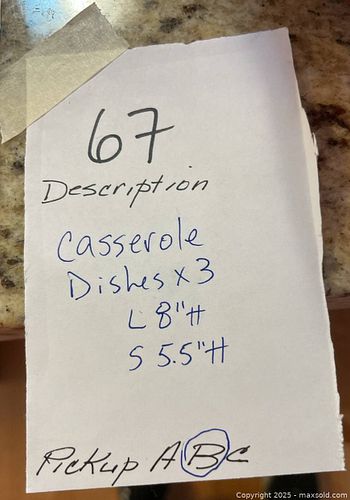 67
Description
Casserole
Dishes x 3
L 8"H
S 5.5"H
Pickup A B C
Copyright 2025 - maxsold.com